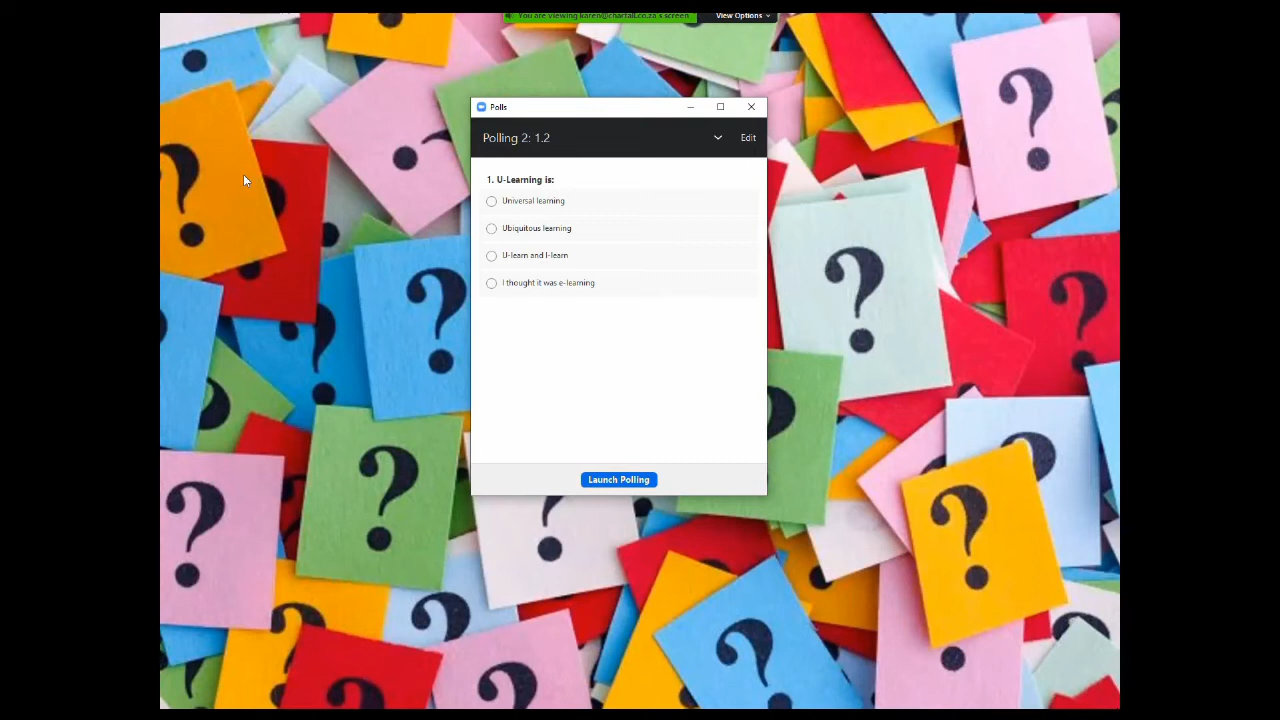 You are viewing karen@chartall.co.za's screen
View Options
Polls
Polling 2: 1.2
Edit
1. U-Learning is:
Universal learning
Ubiquitous learning
U-learn and I-learn
I thought it was e-learning
Launch Polling
? ? ? ? ? ? ? ? ? ? ? ? ? ? ? ?